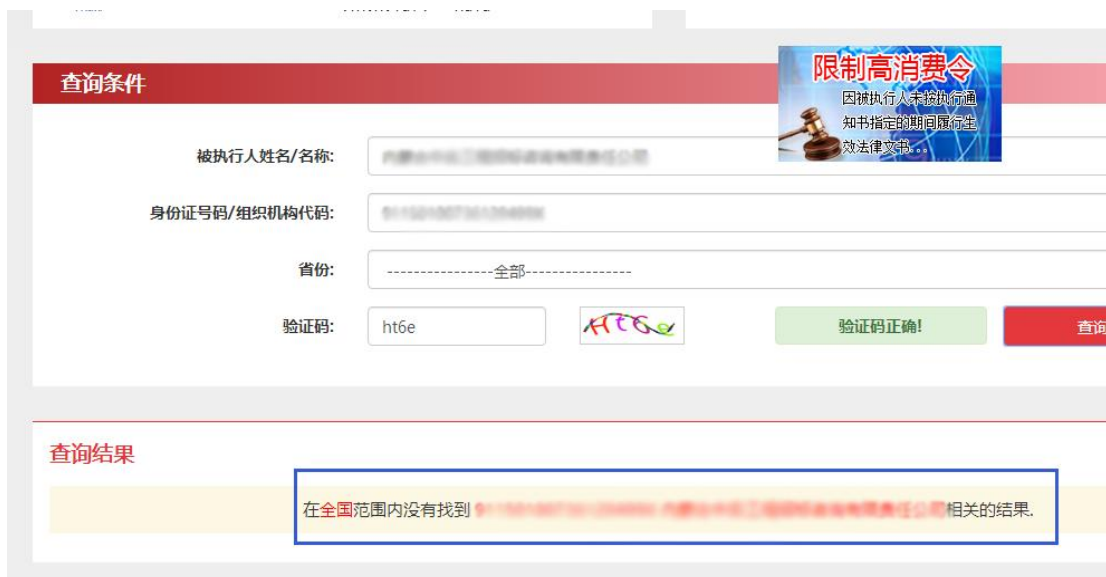 查询条件
限制高消费令
因被执行人未按执行通
知书指定的期间履行生
效法律文书...
被执行人姓名/名称:
身份证号码/组织机构代码:
省份:
----------------全部----------------
验证码:
ht6e
Ht6e
验证码正确!
查询
查询结果
在全国范围内没有找到
相关的结果.